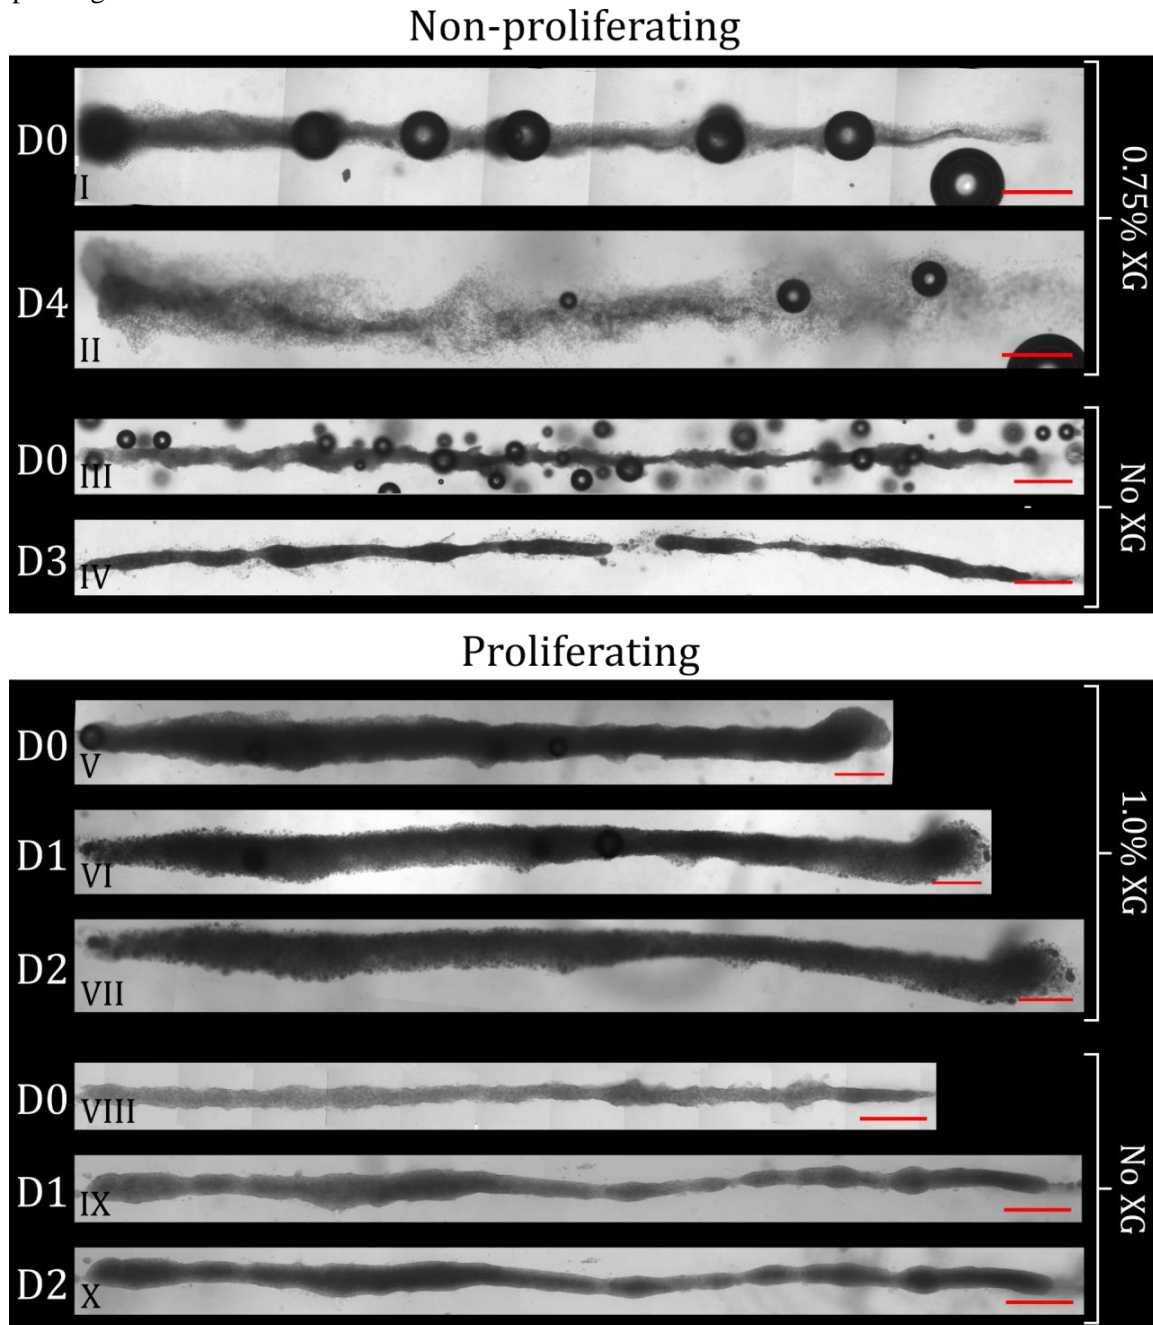 Non-proliferating
D0
I
D4
II
0.75% XG
D0
III
D3
IV
No XG
Proliferating
D0
V
D1
VI
D2
VII
1.0% XG
D0
VIII
D1
IX
D2
X
No XG